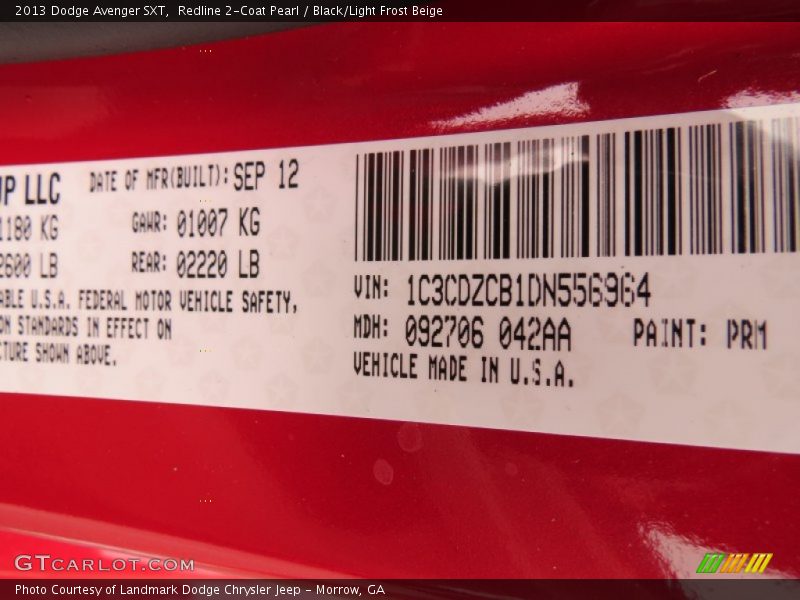 2013 Dodge Avenger SXT, Redline 2-Coat Pearl / Black/Light Frost Beige
UP LLC
DATE OF MFR(BUILT): SEP 12
1180 KG
GAWR: 01007 KG
2600 LB
REAR: 02220 LB
ABLE U.S.A. FEDERAL MOTOR VEHICLE SAFETY,
ON STANDARDS IN EFFECT ON
CTURE SHOWN ABOVE.
VIN: 1C3CDZCB1DN556964
MDH: 092706 042AA
PAINT: PRM
VEHICLE MADE IN U.S.A.
GTCARLOT.COM
Photo Courtesy of Landmark Dodge Chrysler Jeep - Morrow, GA